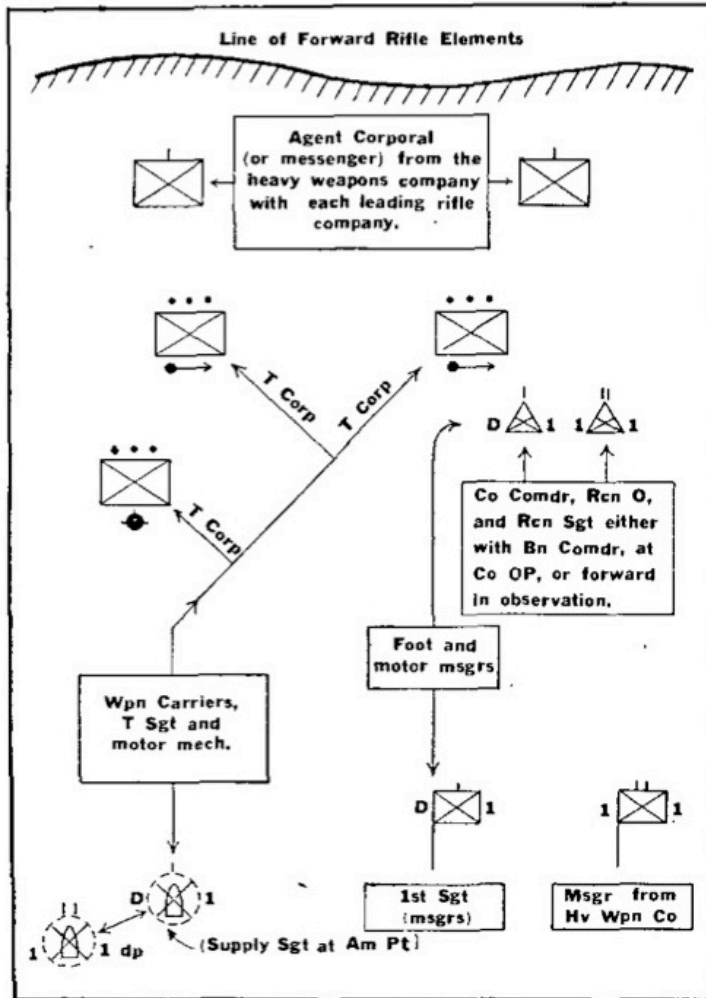 Line of Forward Rifle Elements
Agent Corporal
(or messenger) from the
heavy weapons company
with each leading rifle
company.
T Corp
T Corp
T Corp
D 1
1 1
Co Comdr, Rcn O,
and Rcn Sgt either
with Bn Comdr, at
Co OP, or forward
in observation.
Foot and
motor msgrs
Wpn Carriers,
T Sgt and
motor mech.
D 1
1 1
1st Sgt
(msgrs)
Msgr from
Hv Wpn Co
D 1
1 1 dp
(Supply Sgt at Am Pt)